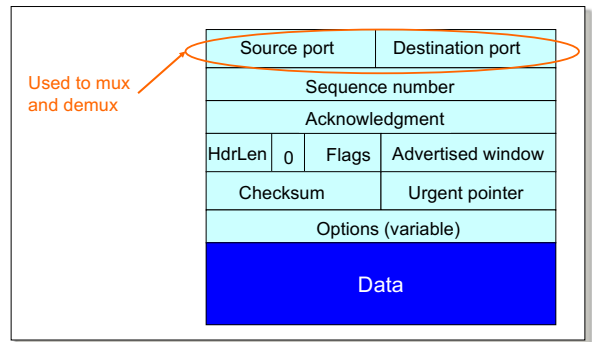 Source port Destination port
Used to mux
and demux
Sequence number
Acknowledgment
HdrLen 0 Flags Advertised window
Checksum Urgent pointer
Options (variable)
Data